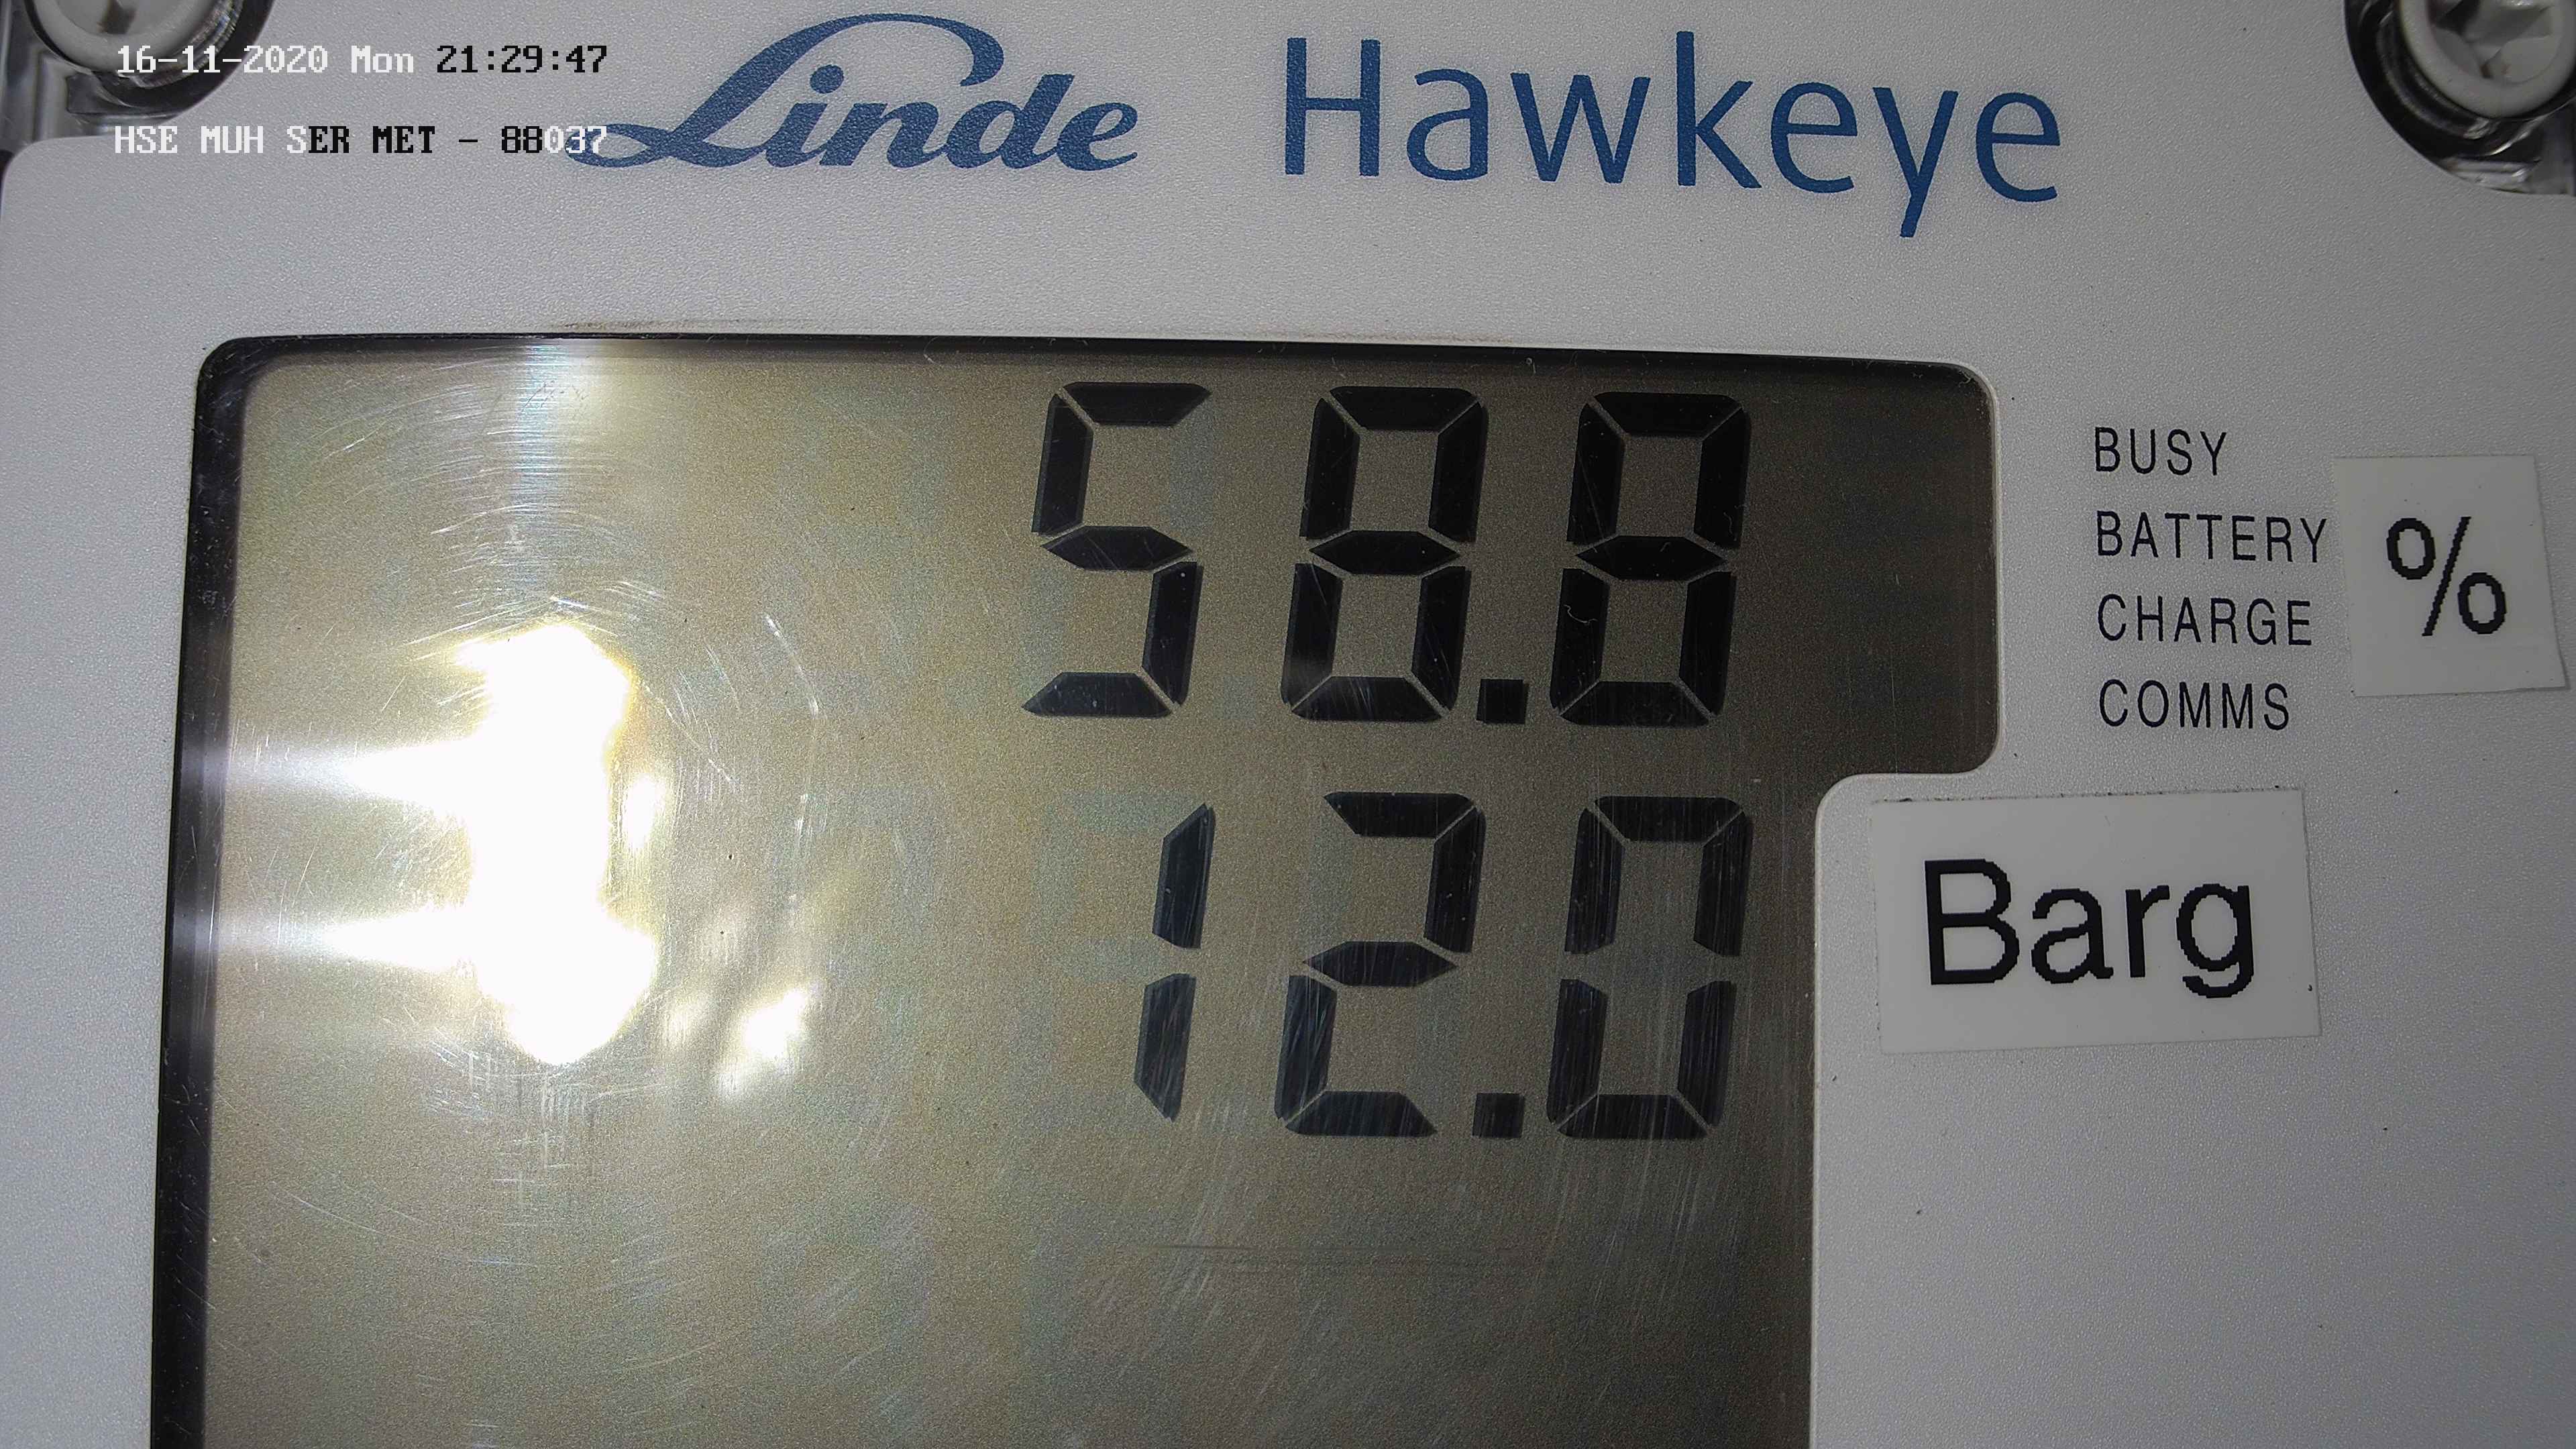 16-11-2020 Mon 21:29:47
HSE MUH SER MET - 88037
Linde Hawkeye
58.8
BUSY
BATTERY
CHARGE
COMMS
%
12.0
Barg